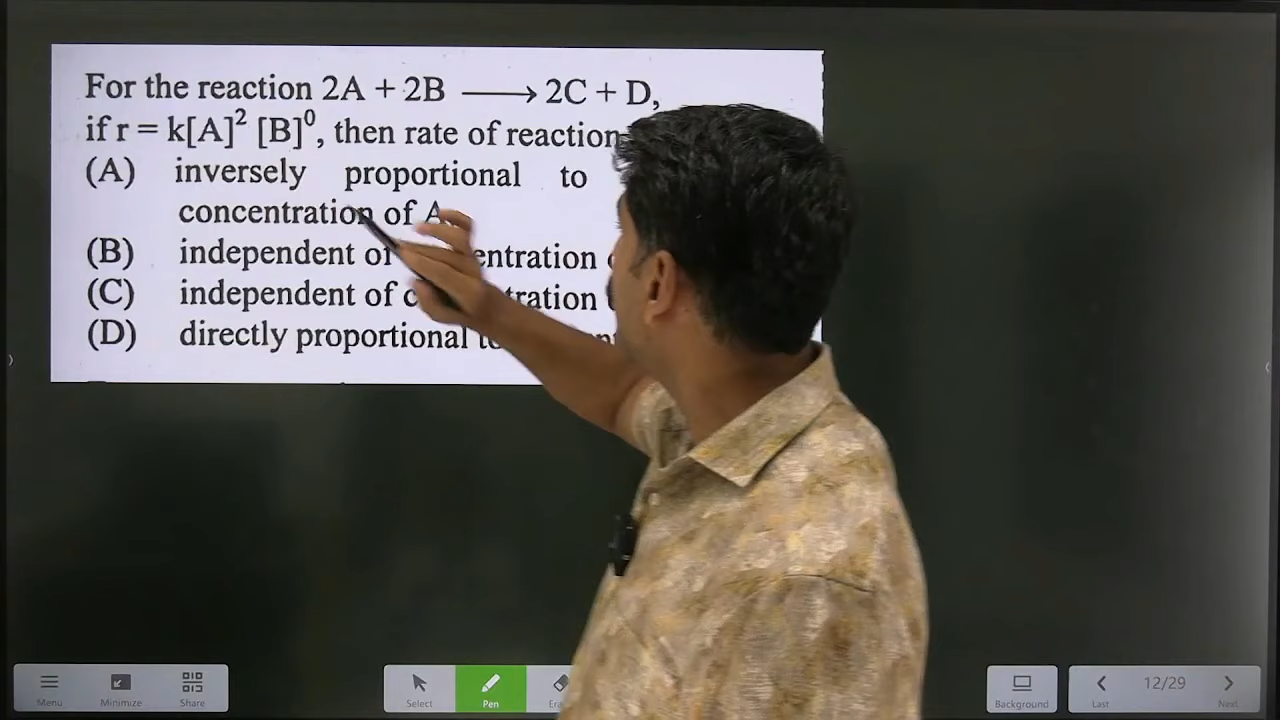 For the reaction 2A + 2B ⟶ 2C + D,
if r = k[A]² [B]⁰, then rate of reaction
(A) inversely proportional to
concentration of A
(B) independent of
(C) independent of
(D) directly proportional
Menu
Minimize
Share
Select
Pen
Background
Last
12/29
Next